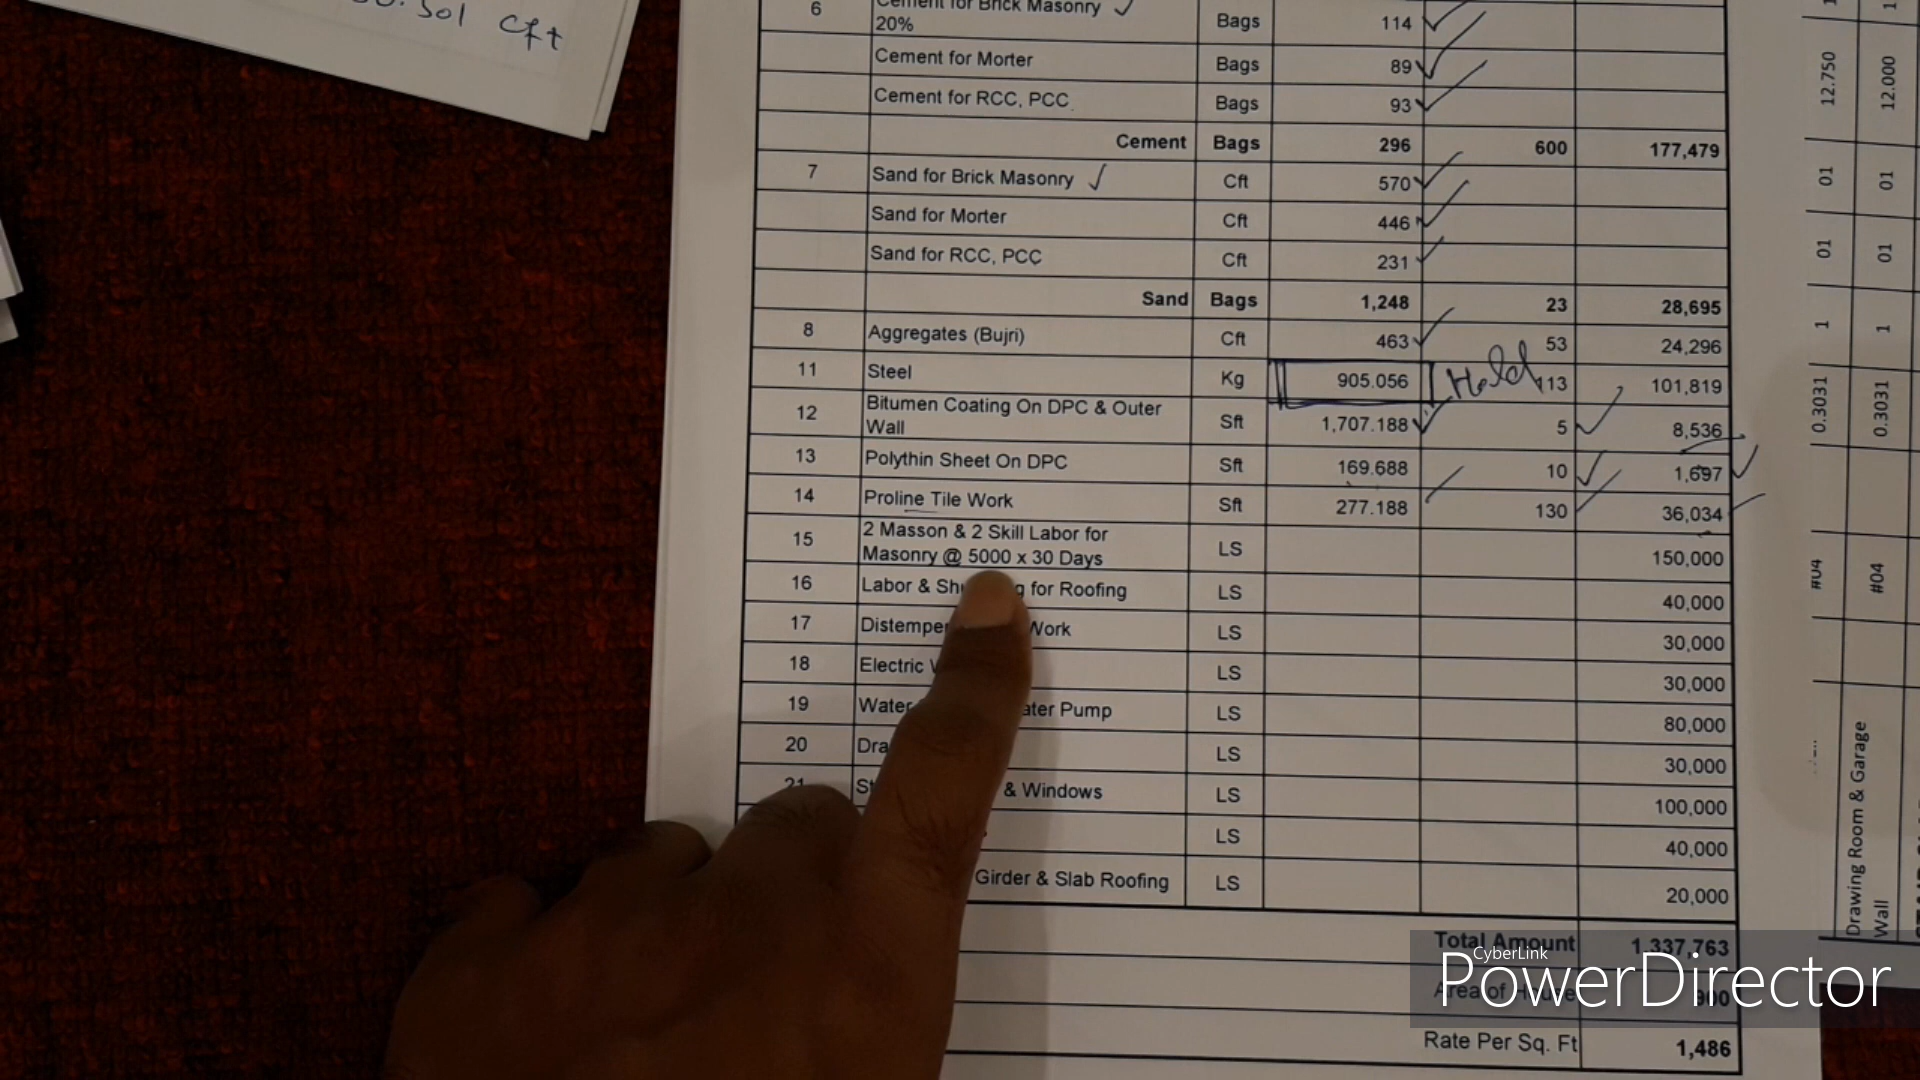 cft
6 Cement for Brick Masonry 20% Bags 114
Cement for Morter Bags 89
Cement for RCC, PCC Bags 93
Cement Bags 296 600 177,479
7 Sand for Brick Masonry Cft 570
Sand for Morter Cft 446
Sand for RCC, PCC Cft 231
Sand Bags 1,248 23 28,695
8 Aggregates (Bujri) Cft 463 53 24,296
11 Steel Kg 905.056 Hold 113 101,819
12 Bitumen Coating On DPC & Outer Wall Sft 1,707.188 5 8,536
13 Polythin Sheet On DPC Sft 169.688 10 1,697
14 Proline Tile Work Sft 277.188 130 36,034
15 2 Masson & 2 Skill Labor for Masonry @ 5000 x 30 Days LS 150,000
16 Labor & for Roofing LS 40,000
17 Distemper Work LS 30,000
18 Electric LS 30,000
19 Water Pump LS 80,000
20 LS 30,000
21 & Windows LS 100,000
LS 40,000
Girder & Slab Roofing LS 20,000
Total Amount 1,337,763
Area of House 900
Rate Per Sq. Ft 1,486
CyberLink
PowerDirector
12.750 01 01 1 0.3031 #04 Drawing Room & Garage
12.000 01 01 1 0.3031 #04 Wall